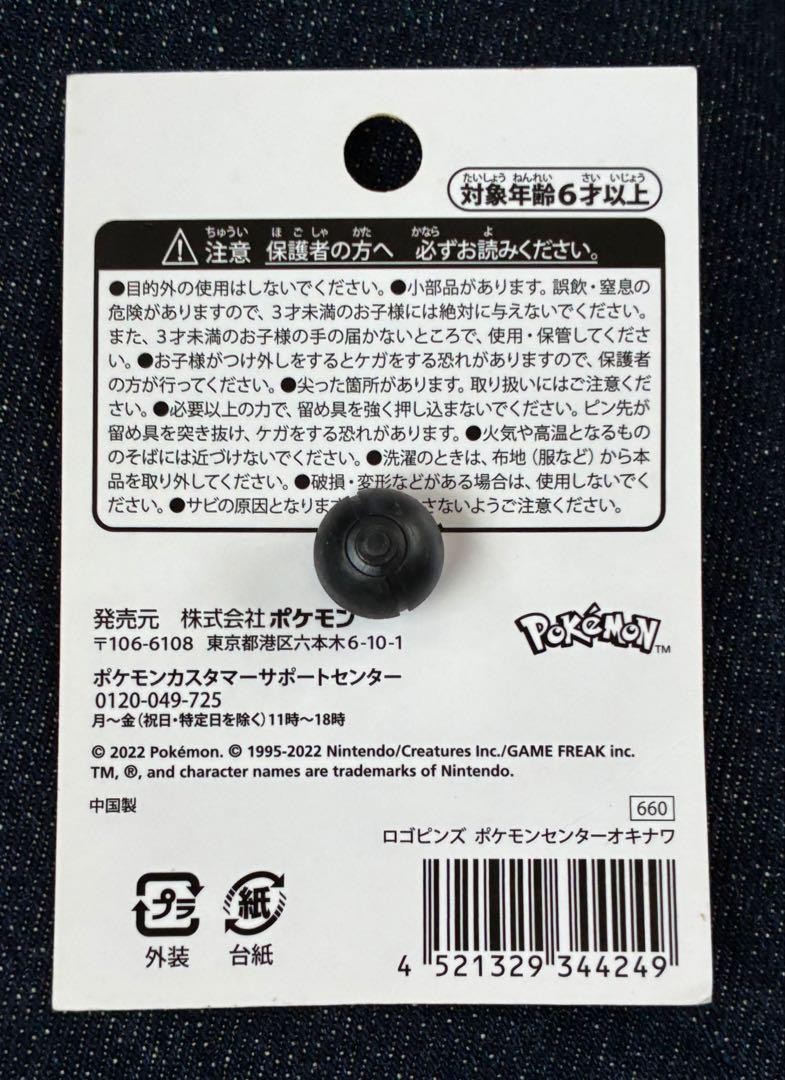 たいしょう ねんれい さい いじょう
対象年齢6才以上
ちゅうい ほごしゃ かた かなら よ
注意 保護者の方へ 必ずお読みください。
●目的外の使用はしないでください。●小部品があります。誤飲・窒息の
危険がありますので、3才未満のお子様には絶対に与えないでください。
また、3才未満のお子様の手の届かないところで、使用・保管してくださ
い。●お子様がつけ外しをするとケガをする恐れがありますので、保護者
の方が行ってください。●尖った箇所があります。取り扱いにはご注意くだ
さい。●必要以上の力で、留め具を強く押し込まないでください。ピン先が
留め具を突き抜け、ケガをする恐れがあります。●火気や高温となるもの
のそばには近づけないでください。●洗濯のときは、布地（服など）から本
品を取り外してください。●破損・変形などがある場合は、使用しないでく
ださい。●サビの原因となります さないようご注意ください。
発売元 株式会社ポケモン
〒106-6108 東京都港区六本木6-10-1
POKéMON™
ポケモンカスタマーサポートセンター
0120-049-725
月～金（祝日・特定日を除く）11時～18時
© 2022 Pokémon. © 1995-2022 Nintendo/Creatures Inc./GAME FREAK inc.
TM, ®, and character names are trademarks of Nintendo.
中国製
660
ロゴピンズ ポケモンセンターオキナワ
プラ
外装
紙
台紙
4 521329 344249